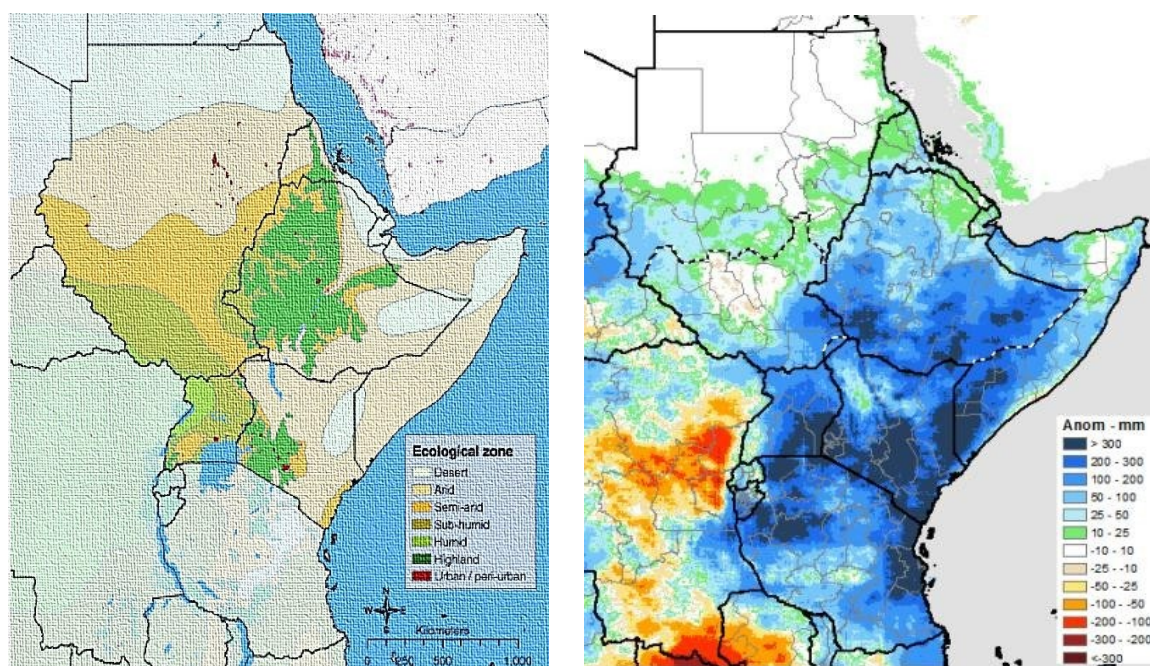 Ecological zone
Desert
Arid
Semi-arid
Sub-humid
Humid
Highland
Urban / peri-urban
N
W E
S
Kilometers
0 250 500 1,000
Anom - mm
> 300
200 - 300
100 - 200
50 - 100
25 - 50
10 - 25
-10 - 10
-25 - -10
-50 - -25
-100 - -50
-200 - -100
-300 - -200
<-300